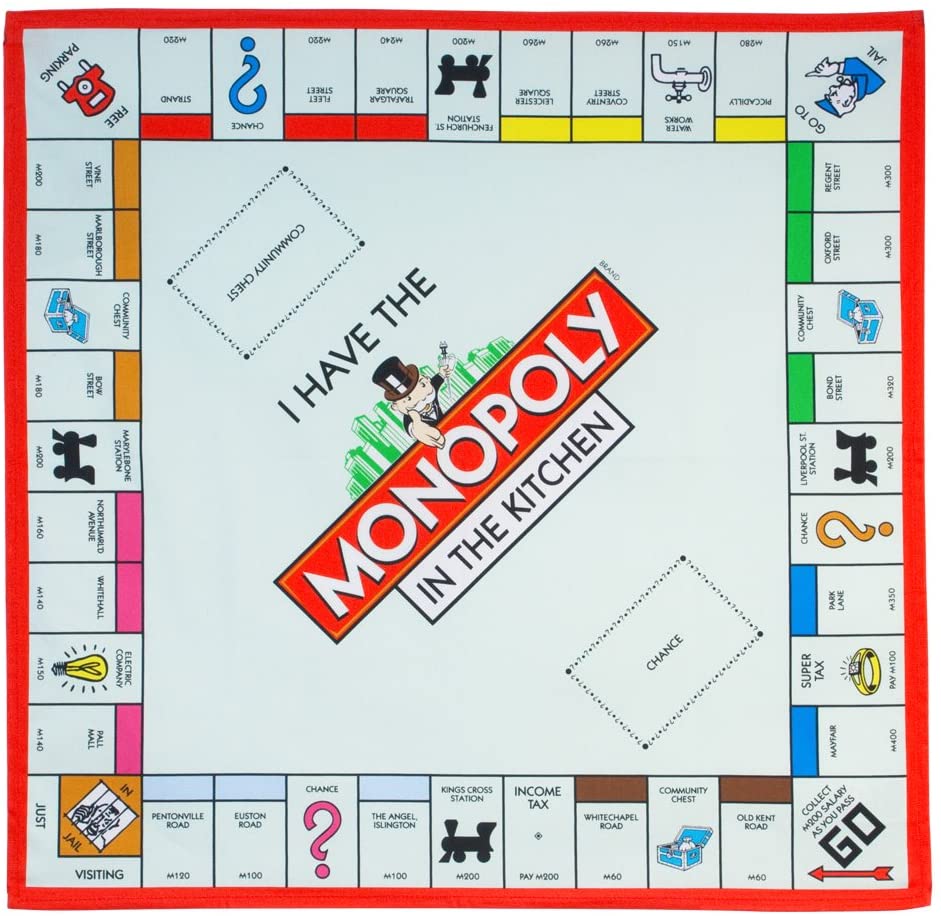 FREE
PARKING
STRAND
M220
CHANCE
FLEET
STREET
M220
TRAFALGAR
SQUARE
M240
FENCHURCH ST.
STATION
M200
LEICESTER
SQUARE
M260
COVENTRY
STREET
M260
WATER
WORKS
M150
PICCADILLY
M280
GO TO
JAIL
VINE
STREET
M200
MARLBOROUGH
STREET
M180
COMMUNITY
CHEST
BOW
STREET
M180
MARYLEBONE
STATION
M200
NORTHUMRL'D
AVENUE
M160
WHITEHALL
M140
ELECTRIC
COMPANY
M150
PALL
MALL
M140
COMMUNITY CHEST
I HAVE THE
MONOPOLY
BRAND
IN THE KITCHEN
CHANCE
REGENT
STREET
M300
OXFORD
STREET
M300
COMMUNITY
CHEST
BOND
STREET
M320
LIVERPOOL ST.
STATION
M200
CHANCE
PARK
LANE
M350
SUPER
TAX
PAY M100
MAYFAIR
M400
IN
JAIL
JUST
VISITING
PENTONVILLE
ROAD
M120
EUSTON
ROAD
M100
CHANCE
THE ANGEL,
ISLINGTON
M100
KINGS CROSS
STATION
M200
INCOME
TAX
PAY M200
WHITECHAPEL
ROAD
M60
COMMUNITY
CHEST
OLD KENT
ROAD
M60
COLLECT
M200 SALARY
AS YOU PASS
GO